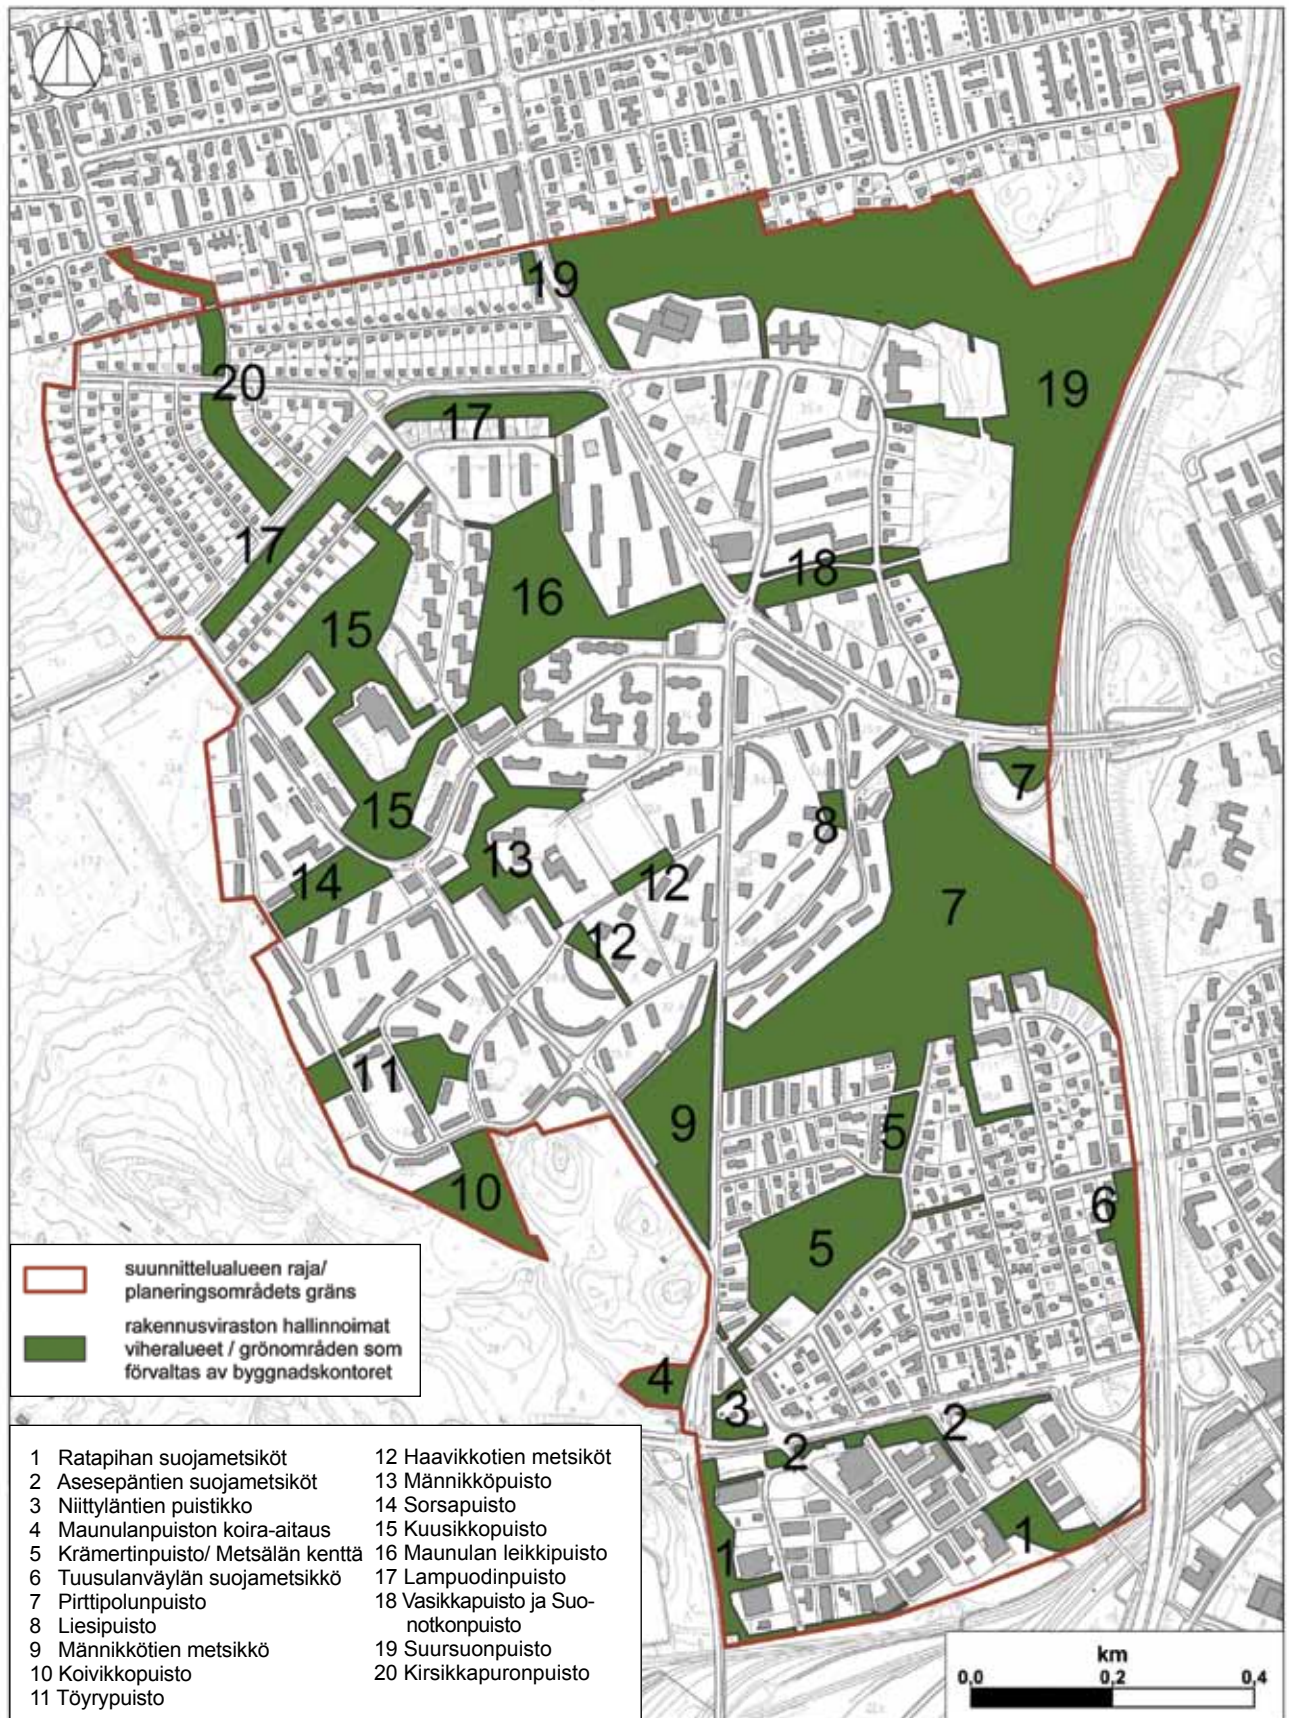 19
19
20
17
17
18
16
15
15
14
13
12
12
8
7
7
11
10
9
5
5
6
4
3
2
2
1
1
suunnittelualueen raja/
planeringsområdets gräns
rakennusviraston hallinnoimat
viheralueet / grönområden som
förvaltas av byggnadskontoret
1 Ratapihan suojametsiköt
2 Asesepäntien suojametsiköt
3 Niittyläntien puistikko
4 Maunulanpuiston koira-aitaus
5 Krämertinpuisto/ Metsälän kenttä
6 Tuusulanväylän suojametsikkö
7 Pirttipolunpuisto
8 Liesipuisto
9 Männikkötien metsikkö
10 Koivikkopuisto
11 Töyrypuisto
12 Haavikkotien metsiköt
13 Männikköpuisto
14 Sorsapuisto
15 Kuusikkopuisto
16 Maunulan leikkipuisto
17 Lampuodinpuisto
18 Vasikkapuisto ja Suo-
notkonpuisto
19 Suursuonpuisto
20 Kirsikkapuronpuisto
km
0,0 0,2 0,4